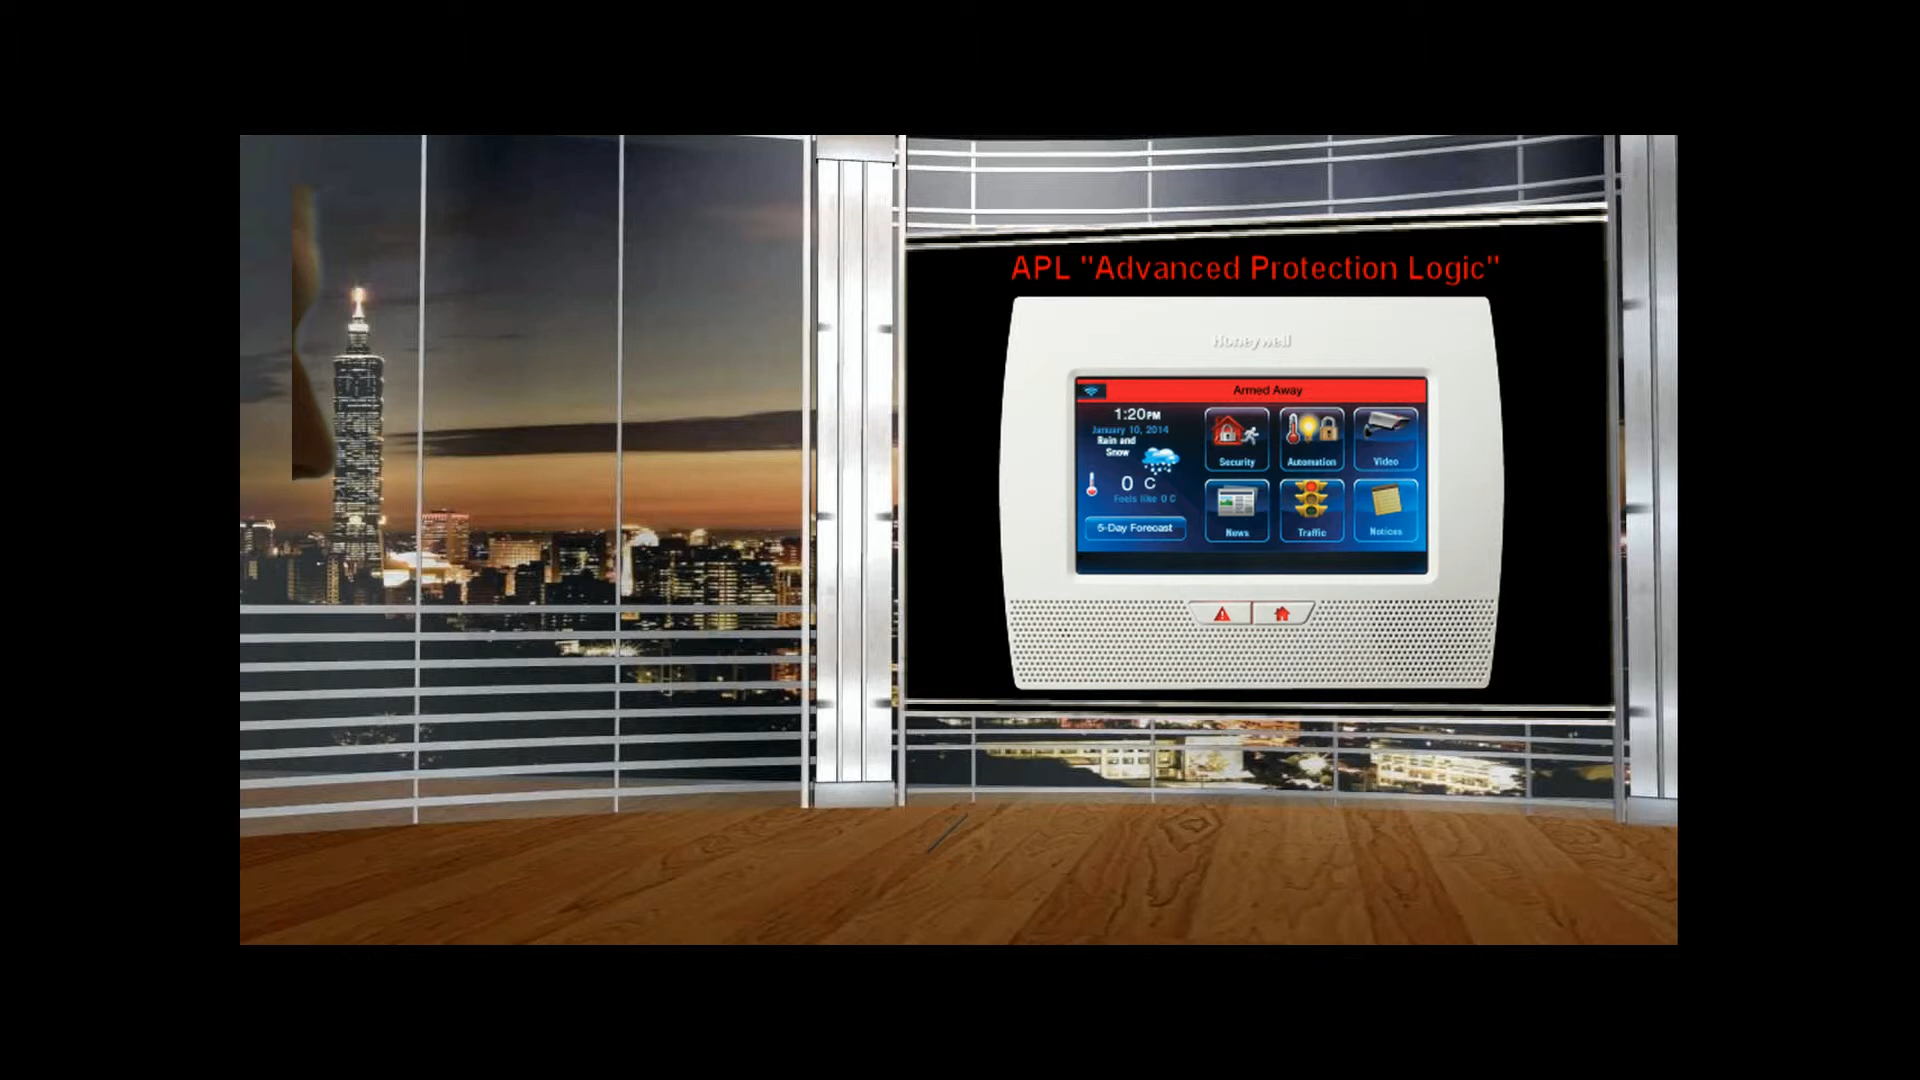 APL "Advanced Protection Logic"
Honeywell
Armed Away
1:20PM
January 10, 2014
Rain and
Snow
0 C
Feels like 0 C
5-Day Forecast
Security
Automation
Video
News
Traffic
Notices